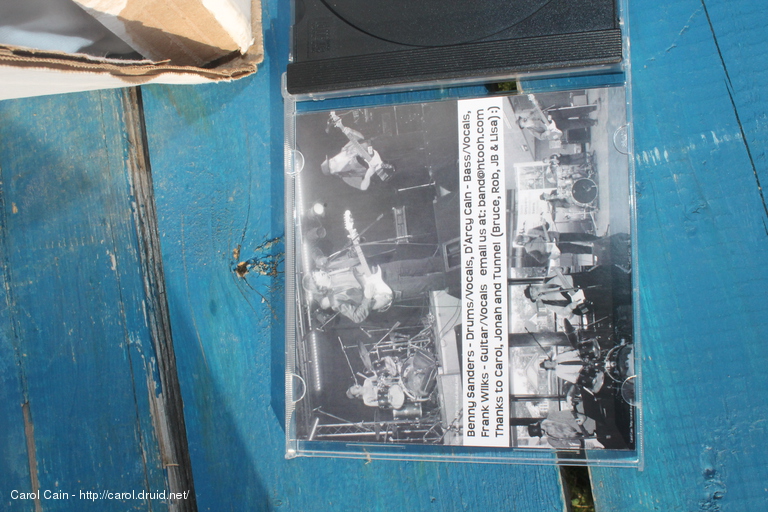 Benny Sanders - Drums/Vocals, D'Arcy Cain - Bass/Vocals,
Frank Wilks - Guitar/Vocals email us at: band@htoon.com
Thanks to Carol, Jonah and Tunnel (Bruce, Rob, JB & Lisa) :)
Carol Cain - http://carol.druid.net/